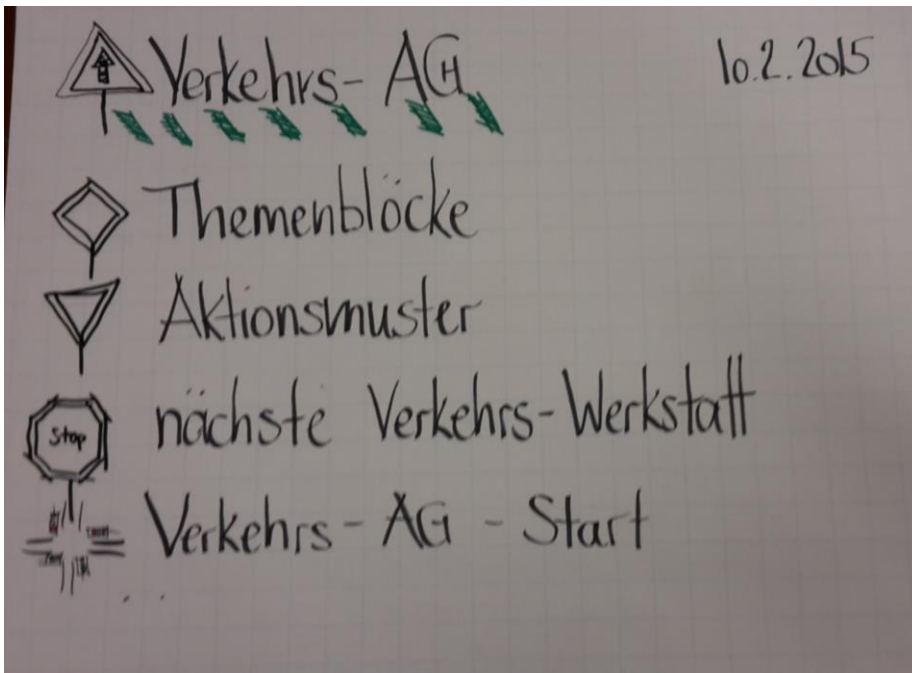 Verkehrs-AG 10.2.2015
Themenblöcke
Aktionsmuster
Stop nächste Verkehrs-Werkstatt
Verkehrs-AG-Start